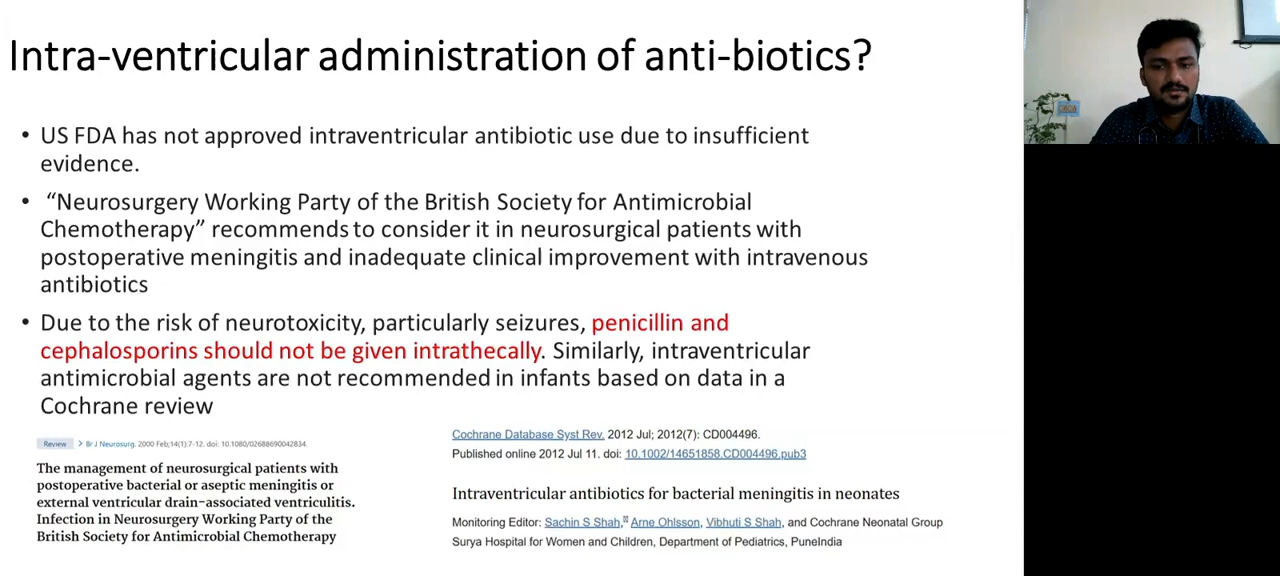 Intra-ventricular administration of anti-biotics?
• US FDA has not approved intraventricular antibiotic use due to insufficient
evidence.
• “Neurosurgery Working Party of the British Society for Antimicrobial
Chemotherapy” recommends to consider it in neurosurgical patients with
postoperative meningitis and inadequate clinical improvement with intravenous
antibiotics
• Due to the risk of neurotoxicity, particularly seizures, penicillin and
cephalosporins should not be given intrathecally. Similarly, intraventricular
antimicrobial agents are not recommended in infants based on data in a
Cochrane review
Review > Br J Neurosurg. 2000 Feb;14(1):7-12. doi: 10.1080/02688690042834.
The management of neurosurgical patients with
postoperative bacterial or aseptic meningitis or
external ventricular drain-associated ventriculitis.
Infection in Neurosurgery Working Party of the
British Society for Antimicrobial Chemotherapy
Cochrane Database Syst Rev. 2012 Jul; 2012(7): CD004496.
Published online 2012 Jul 11. doi: 10.1002/14651858.CD004496.pub3
Intraventricular antibiotics for bacterial meningitis in neonates
Monitoring Editor: Sachin S Shah, Arne Ohlsson, Vibhuti S Shah, and Cochrane Neonatal Group
Surya Hospital for Women and Children, Department of Pediatrics, PuneIndia